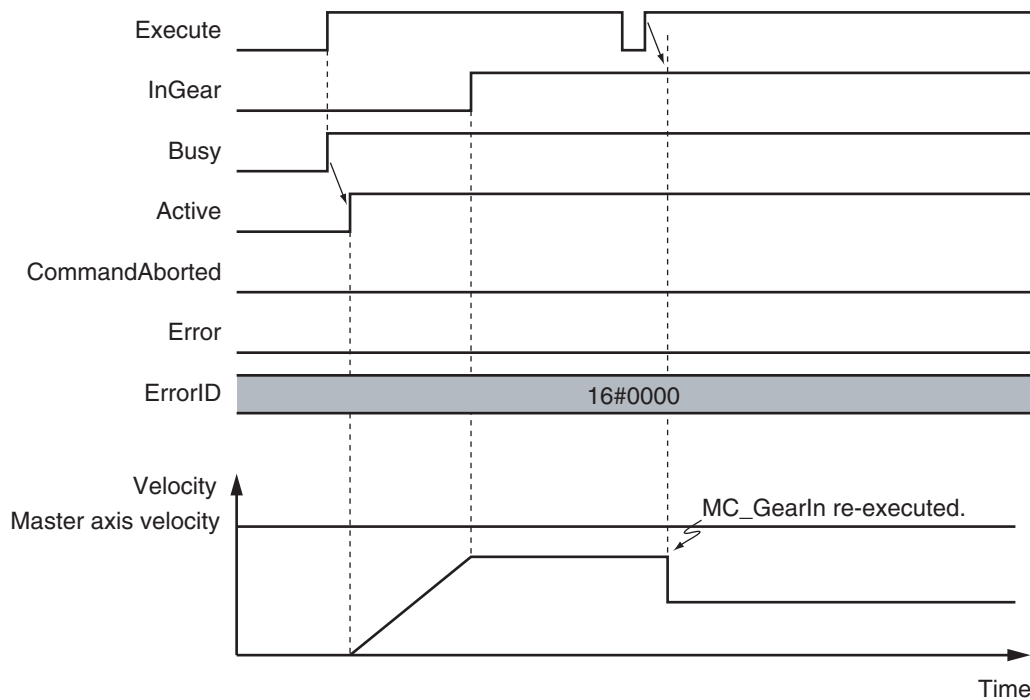 Execute
InGear
Busy
Active
CommandAborted
Error
ErrorID
16#0000
Velocity
MC_GearIn re-executed.
Master axis velocity
Time